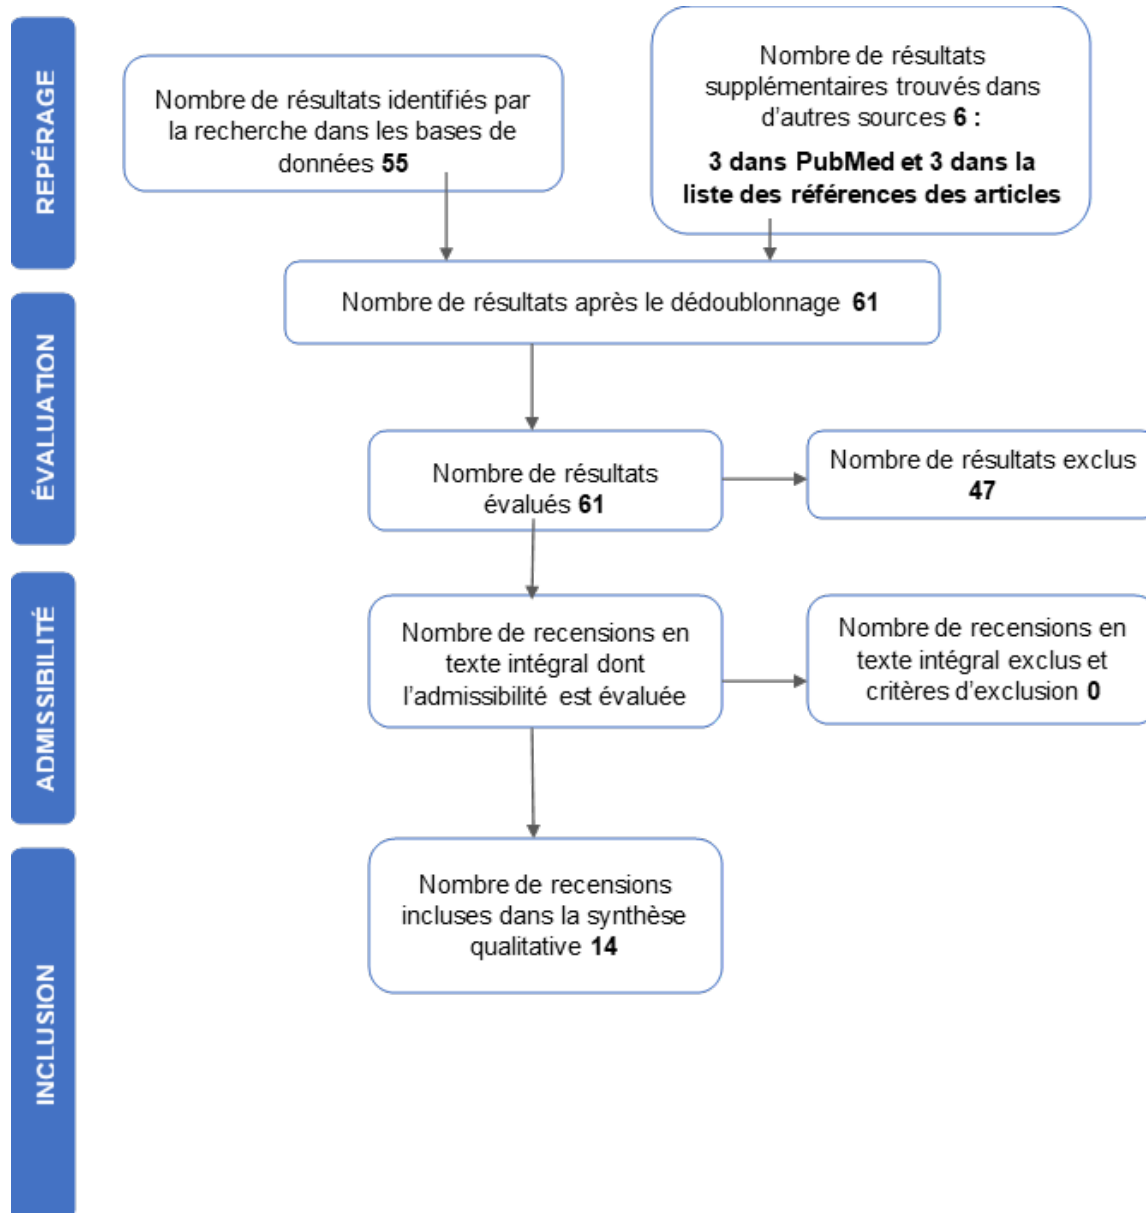 REPÉRAGE
Nombre de résultats identifiés par
la recherche dans les bases de
données 55
Nombre de résultats
supplémentaires trouvés dans
d'autres sources 6 :
3 dans PubMed et 3 dans la
liste des références des articles
Nombre de résultats après le dédoublonnage 61
ÉVALUATION
Nombre de résultats
évalués 61
Nombre de résultats exclus
47
ADMISSIBILITÉ
Nombre de recensions en
texte intégral dont
l'admissibilité est évaluée
Nombre de recensions en
texte intégral exclus et
critères d'exclusion 0
INCLUSION
Nombre de recensions
incluses dans la synthèse
qualitative 14